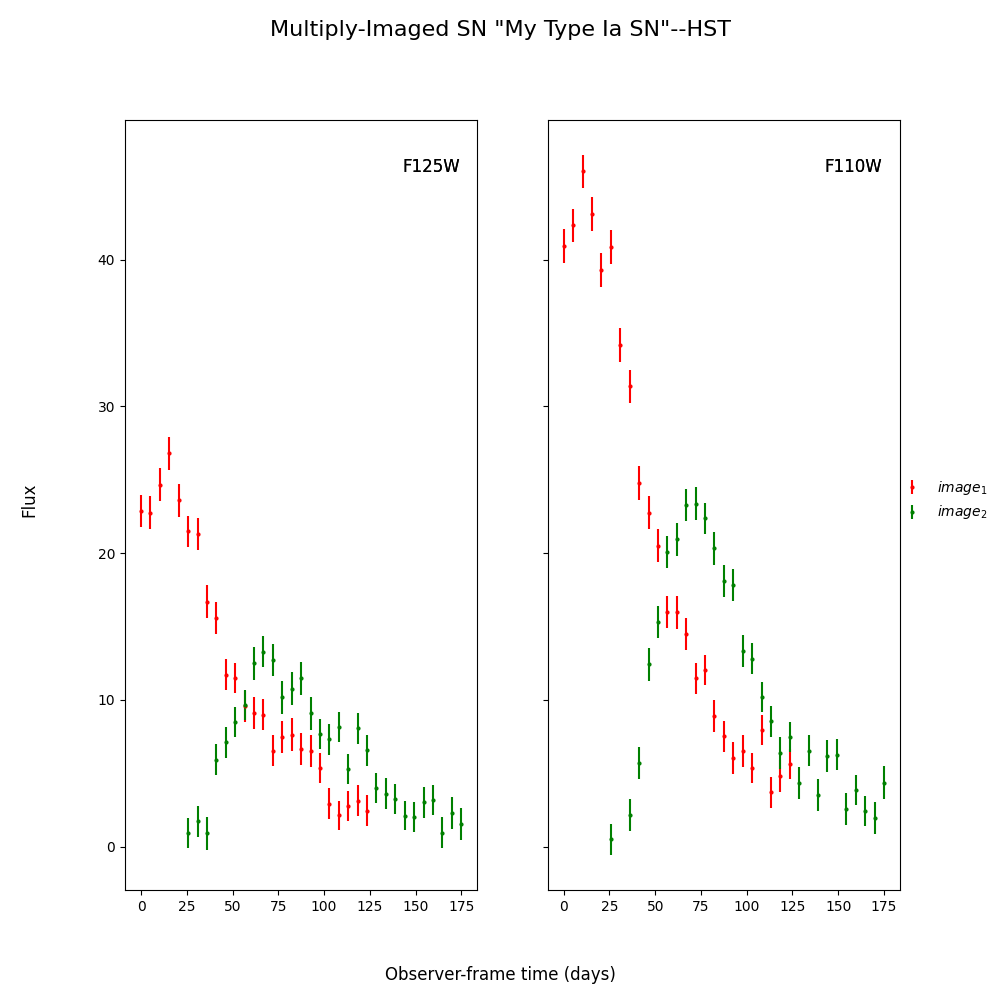 Multiply-Imaged SN "My Type Ia SN"--HST
F125W
F110W
40
30
20
10
0
Flux
image1
image2
0 25 50 75 100 125 150 175
0 25 50 75 100 125 150 175
Observer-frame time (days)